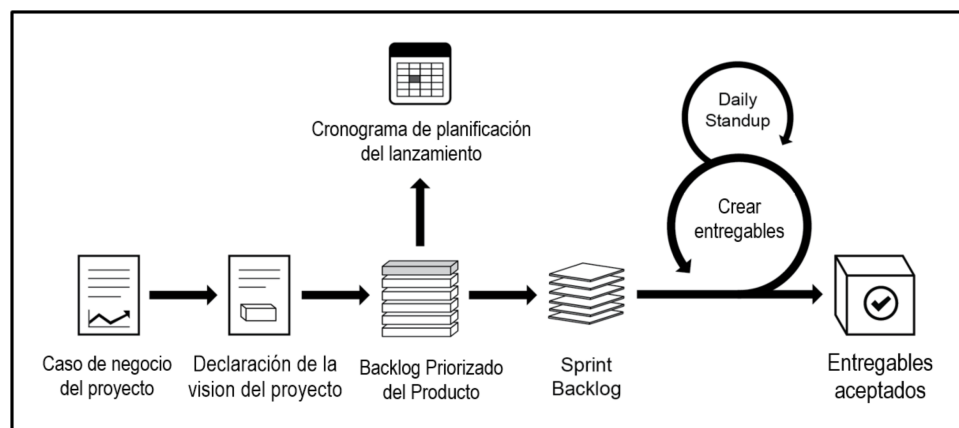 Cronograma de planificación
del lanzamiento
Daily
Standup
Crear
entregables
Caso de negocio
del proyecto
Declaración de la
vision del proyecto
Backlog Priorizado
del Producto
Sprint
Backlog
Entregables
aceptados